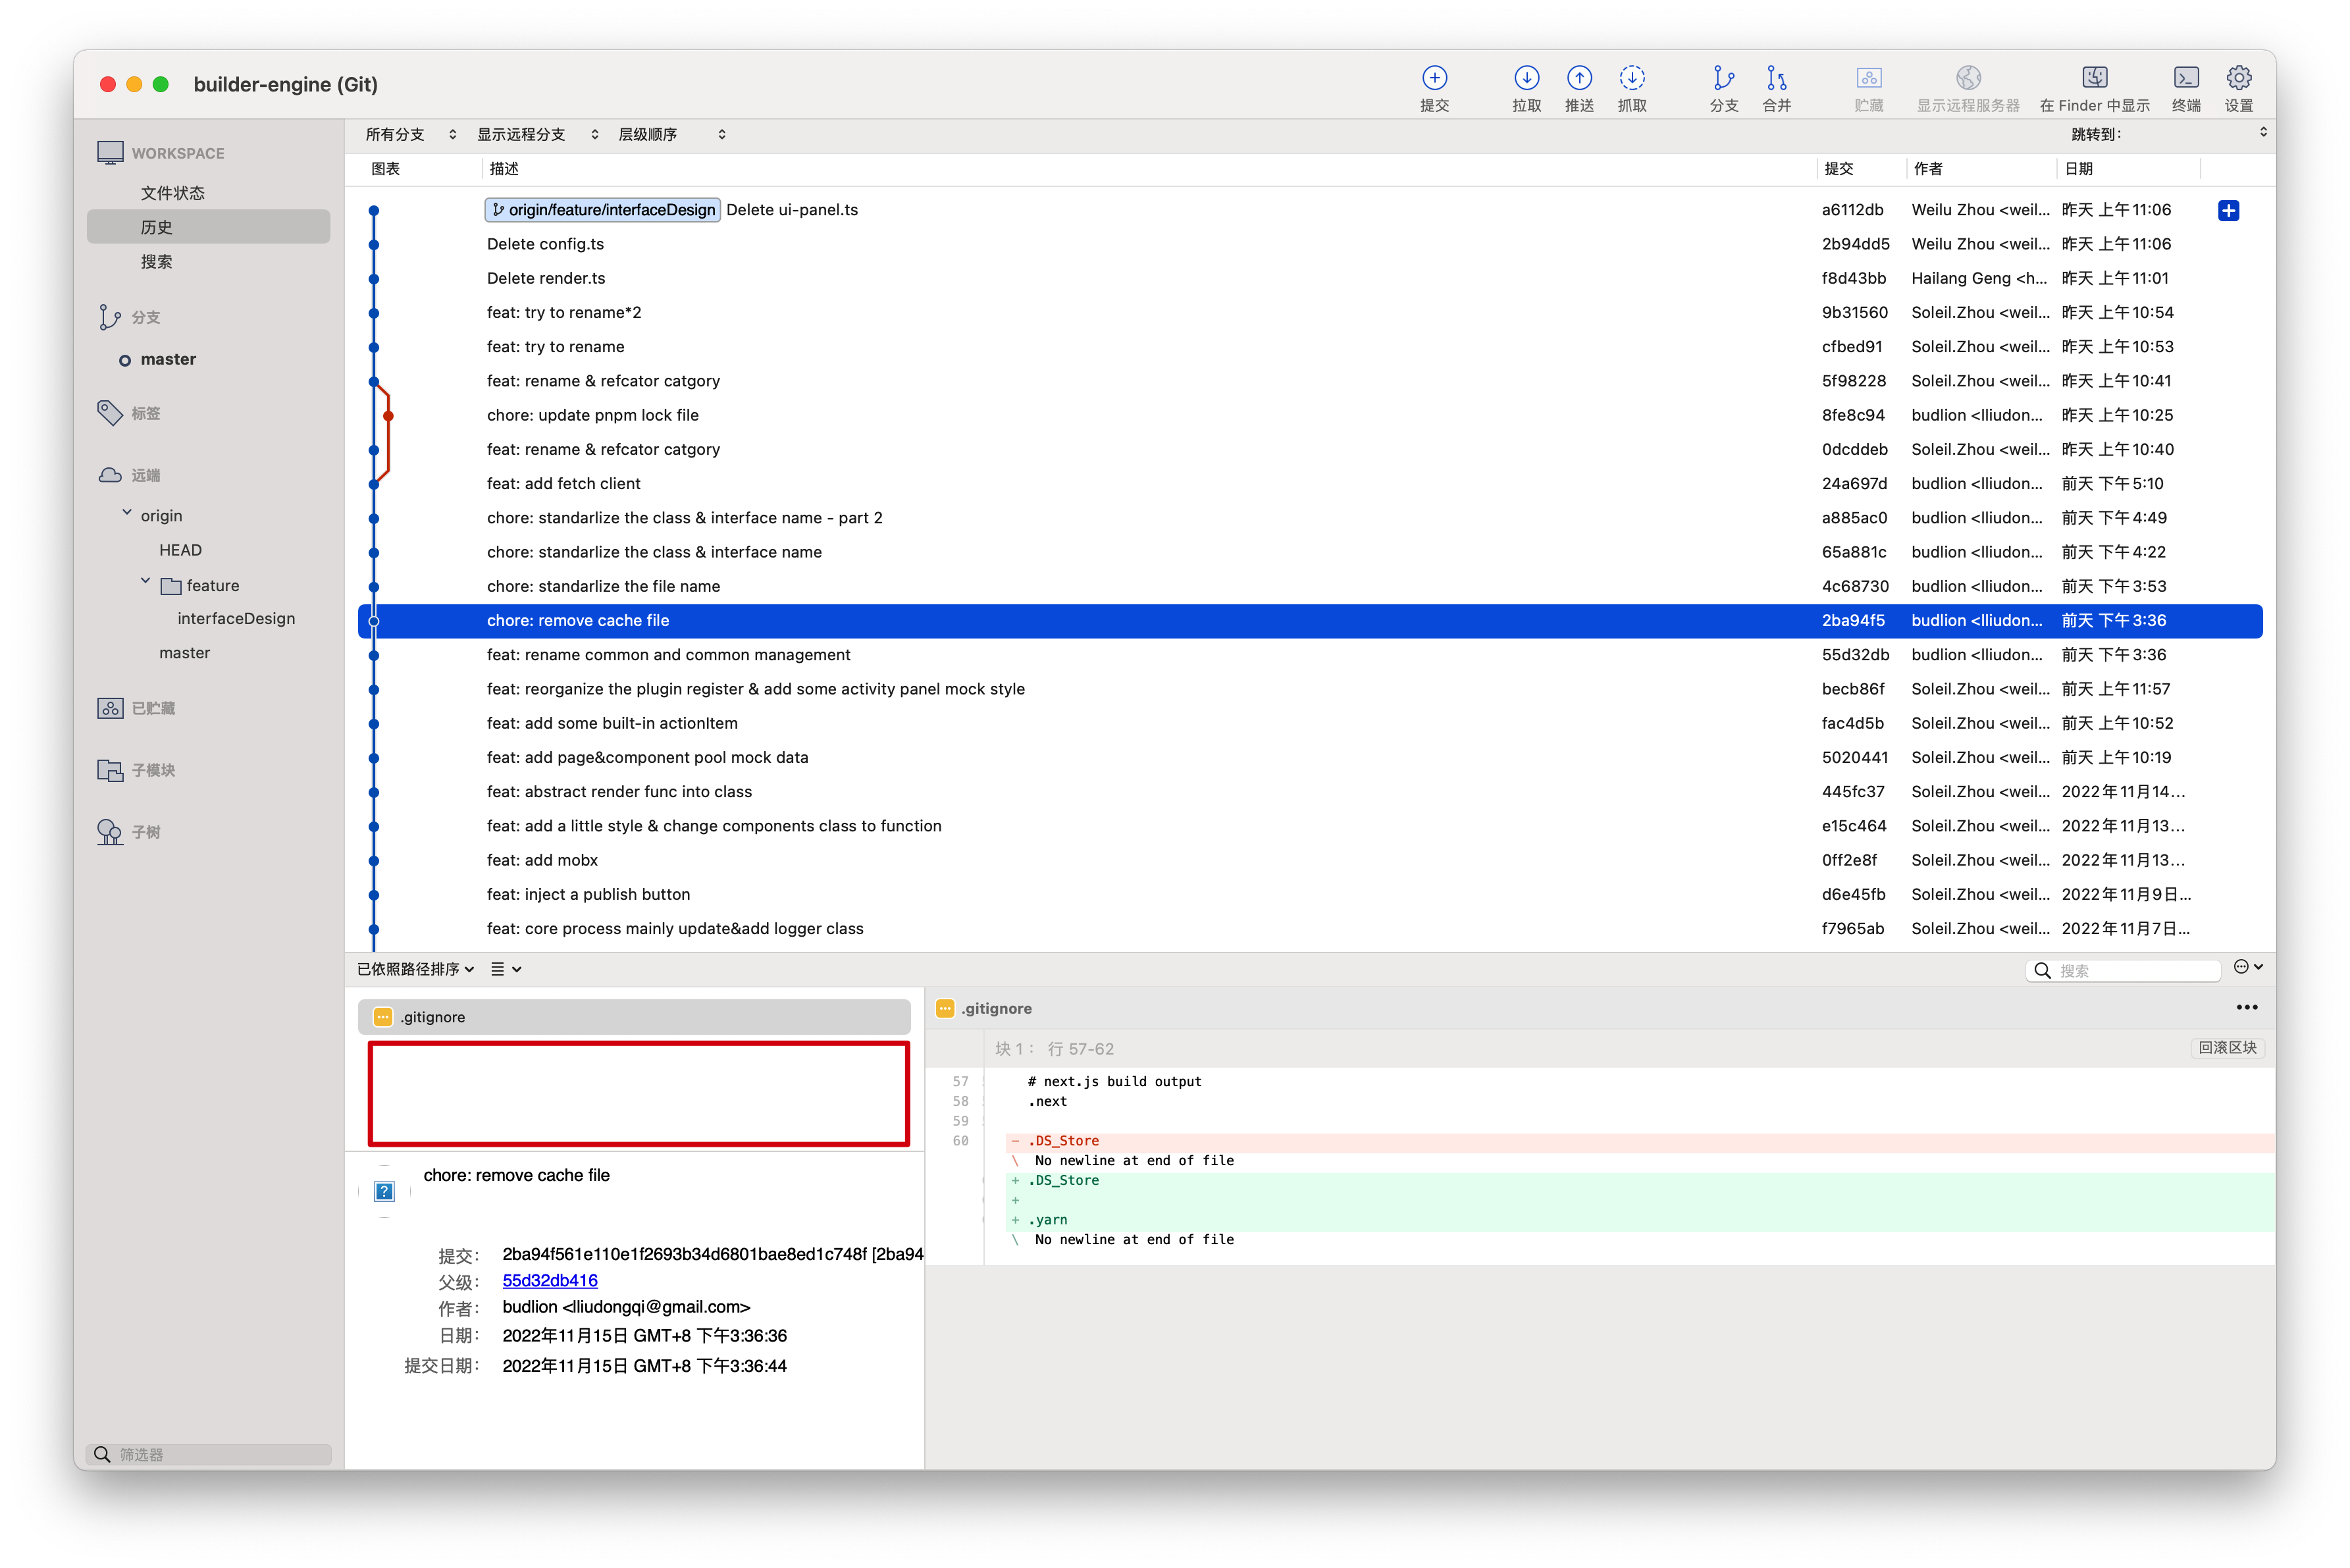 builder-engine (Git)
提交
拉取
推送
抓取
分支
合并
贮藏
显示远程服务器
在 Finder 中显示
终端
设置
WORKSPACE
文件状态
历史
搜索
分支
master
标签
远端
origin
HEAD
feature
interfaceDesign
master
已贮藏
子模块
子树
筛选器
所有分支 显示远程分支 层级顺序 跳转到：
图表 描述 提交 作者 日期
origin/feature/interfaceDesign Delete ui-panel.ts a6112db Weilu Zhou <weil... 昨天 上午11:06
Delete config.ts 2b94dd5 Weilu Zhou <weil... 昨天 上午11:06
Delete render.ts f8d43bb Hailang Geng <h... 昨天 上午11:01
feat: try to rename*2 9b31560 Soleil.Zhou <weil... 昨天 上午10:54
feat: try to rename cfbed91 Soleil.Zhou <weil... 昨天 上午10:53
feat: rename & refcator catgory 5f98228 Soleil.Zhou <weil... 昨天 上午10:41
chore: update pnpm lock file 8fe8c94 budlion <lliudon... 昨天 上午10:25
feat: rename & refcator catgory 0dcddeb Soleil.Zhou <weil... 昨天 上午10:40
feat: add fetch client 24a697d budlion <lliudon... 前天 下午5:10
chore: standarlize the class & interface name - part 2 a885ac0 budlion <lliudon... 前天 下午4:49
chore: standarlize the class & interface name 65a881c budlion <lliudon... 前天 下午4:22
chore: standarlize the file name 4c68730 budlion <lliudon... 前天 下午3:53
chore: remove cache file 2ba94f5 budlion <lliudon... 前天 下午3:36
feat: rename common and common management 55d32db budlion <lliudon... 前天 下午3:36
feat: reorganize the plugin register & add some activity panel mock style becb86f Soleil.Zhou <weil... 前天 上午11:57
feat: add some built-in actionItem fac4d5b Soleil.Zhou <weil... 前天 上午10:52
feat: add page&component pool mock data 5020441 Soleil.Zhou <weil... 前天 上午10:19
feat: abstract render func into class 445fc37 Soleil.Zhou <weil... 2022年11月14...
feat: add a little style & change components class to function e15c464 Soleil.Zhou <weil... 2022年11月13...
feat: add mobx 0ff2e8f Soleil.Zhou <weil... 2022年11月13...
feat: inject a publish button d6e45fb Soleil.Zhou <weil... 2022年11月9日...
feat: core process mainly update&add logger class f7965ab Soleil.Zhou <weil... 2022年11月7日...
已依照路径排序
搜索
.gitignore
chore: remove cache file
提交： 2ba94f561e110e1f2693b34d6801bae8ed1c748f [2ba94
父级： 55d32db416
作者： budlion <lliudongqi@gmail.com>
日期： 2022年11月15日 GMT+8 下午3:36:36
提交日期： 2022年11月15日 GMT+8 下午3:36:44
.gitignore
块 1： 行 57-62 回滚区块
57 # next.js build output
58 .next
59
60 - .DS_Store
\ No newline at end of file
+ .DS_Store
+
+ .yarn
\ No newline at end of file